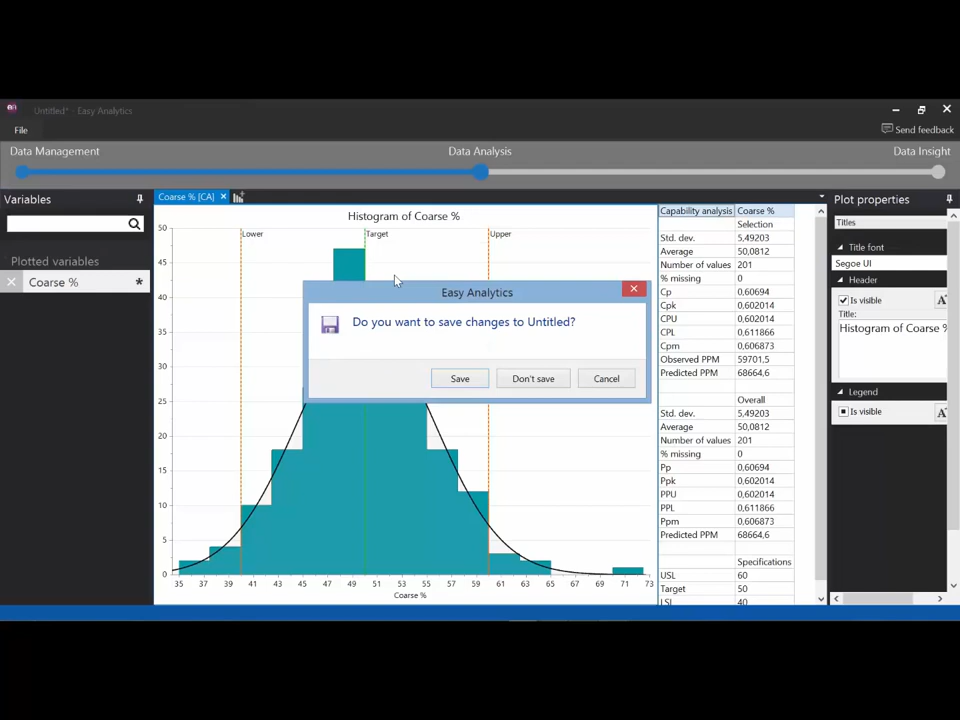 Untitled* - Easy Analytics
File
Send feedback
Data Management
Data Analysis
Data Insight
Variables
Coarse % [CA]
Plot properties
Plotted variables
Coarse % *
Histogram of Coarse %
Lower
Target
Upper
50
45
40
35
30
25
20
15
10
5
0
35 37 39 41 43 45 47 49 51 53 55 57 59 61 63 65 67 69 71 73
Coarse %
Easy Analytics
Do you want to save changes to Untitled?
Save
Don't save
Cancel
Capability analysis Coarse %
Selection
Std. dev. 5,49203
Average 50,0812
Number of values 201
% missing 0
Cp 0,60694
Cpk 0,602014
CPU 0,602014
CPL 0,611866
Cpm 0,606873
Observed PPM 59701,5
Predicted PPM 68664,6
Overall
Std. dev. 5,49203
Average 50,0812
Number of values 201
% missing 0
Pp 0,60694
Ppk 0,602014
PPU 0,602014
PPL 0,611866
Ppm 0,606873
Predicted PPM 68664,6
Specifications
USL 60
Target 50
LSL 40
Titles
Title font
Segoe UI
Header
Is visible
Title:
Histogram of Coarse %
Legend
Is visible